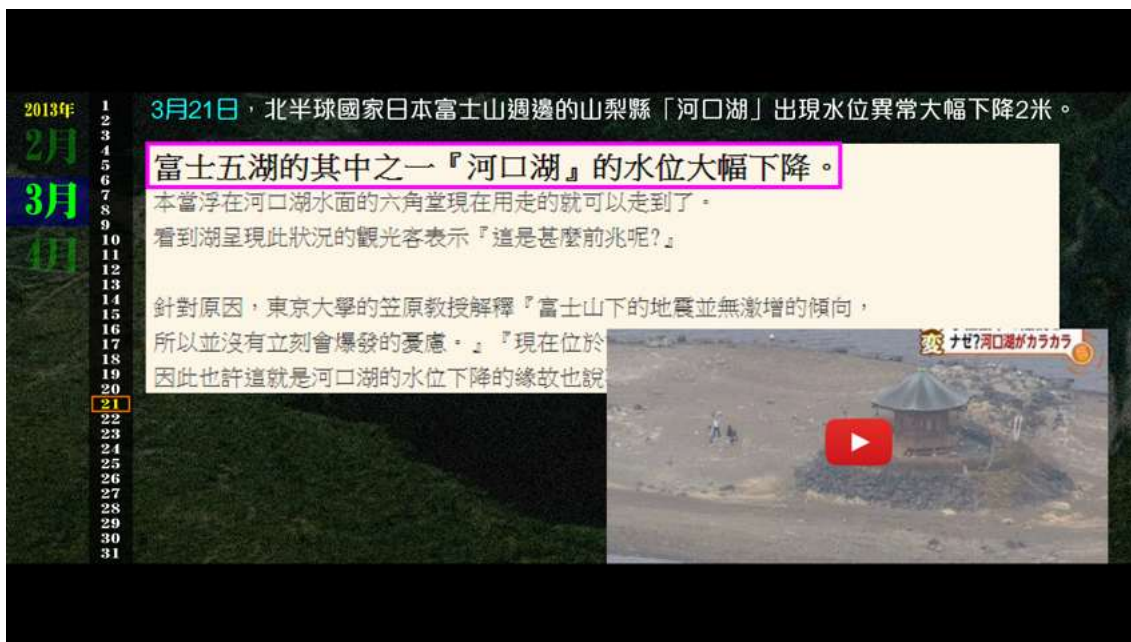 2013年
2月
3月
4月
1
2
3
4
5
6
7
8
9
10
11
12
13
14
15
16
17
18
19
20
21
22
23
24
25
26
27
28
29
30
31
3月21日，北半球國家日本富士山週邊的山梨縣「河口湖」出現水位異常大幅下降2米。
富士五湖的其中之一『河口湖』的水位大幅下降。
本當浮在河口湖水面的六角堂現在用走的就可以走到了。
看到湖呈現此狀況的觀光客表示『這是甚麼前兆呢?』
針對原因，東京大學的笠原教授解釋『富士山下的地震並無激增的傾向，
所以並沒有立刻會爆發的憂慮。』『現在位於
因此也許這就是河口湖的水位下降的緣故也說
変 ナゼ?河口湖がカラカラ